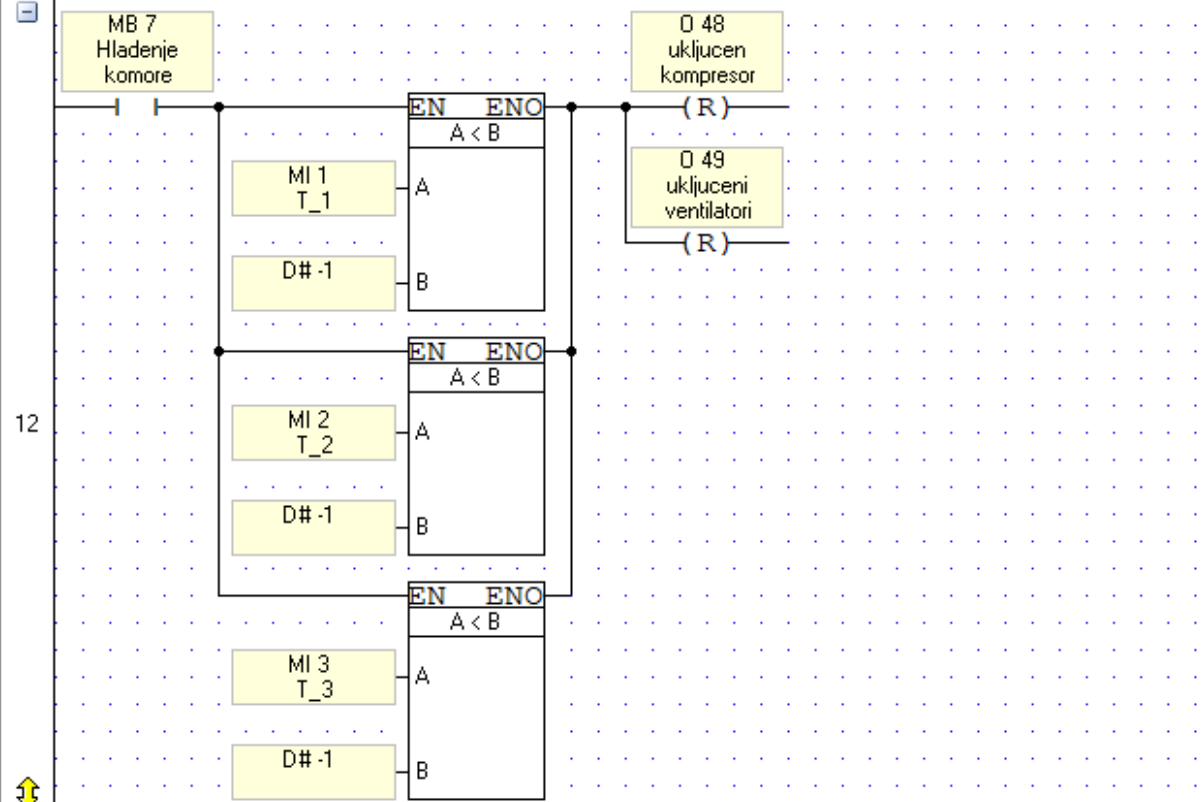 MB 7
Hladenje
komore
O 48
ukljucen
kompresor
EN ENO
( R )
A < B
O 49
ukljuceni
ventilatori
MI 1
T_1
A
( R )
D# -1
B
EN ENO
A < B
12
MI 2
T_2
A
D# -1
B
EN ENO
A < B
MI 3
T_3
A
D# -1
B